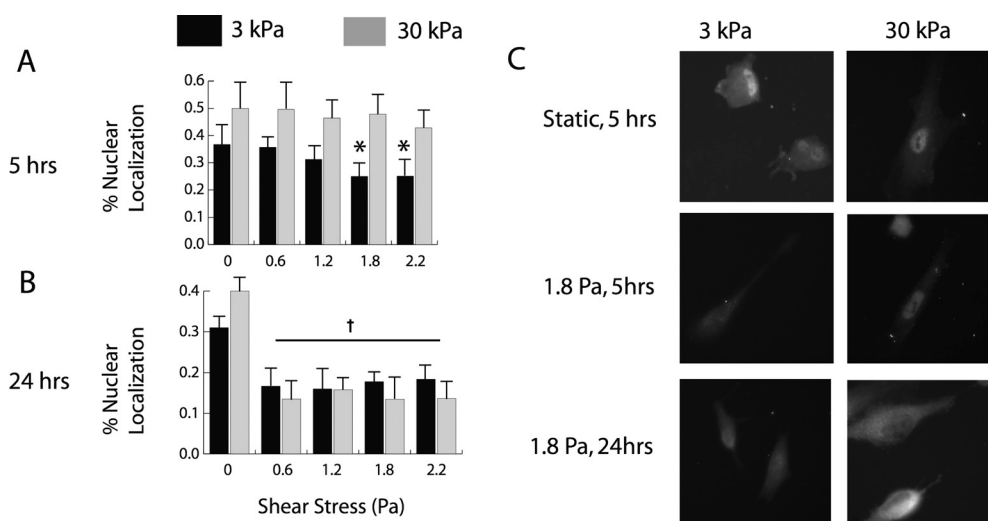 3 kPa
30 kPa
A
5 hrs
% Nuclear
Localization
0.6
0.5
0.4
0.3
0.2
0.1
0.0
*
*
0
0.6
1.2
1.8
2.2
B
24 hrs
% Nuclear
Localization
0.4
0.3
0.2
0.1
0.0
†
0
0.6
1.2
1.8
2.2
Shear Stress (Pa)
C
3 kPa
30 kPa
Static, 5 hrs
1.8 Pa, 5hrs
1.8 Pa, 24hrs